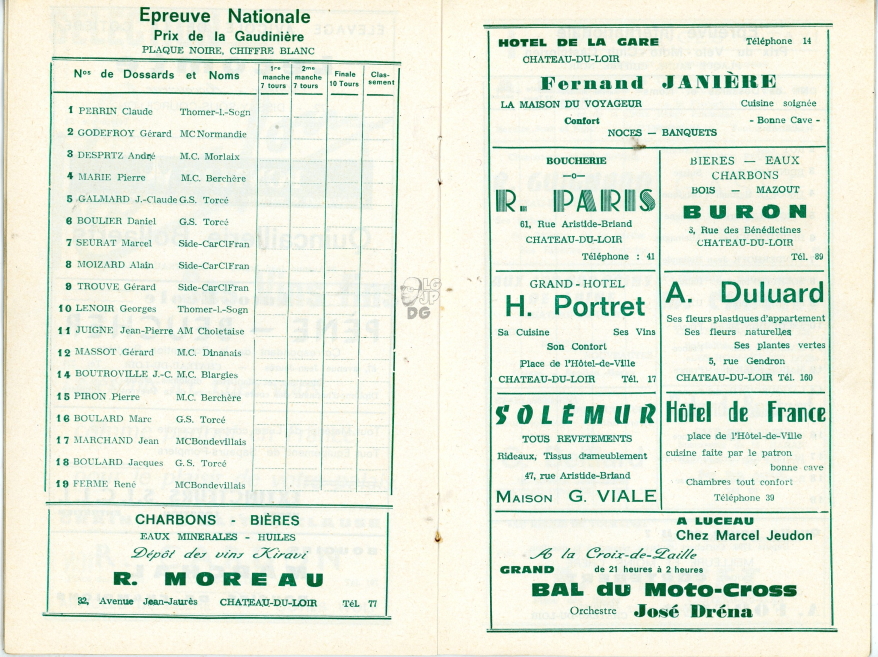 Epreuve Nationale
Prix de la Gaudinière
PLAQUE NOIRE, CHIFFRE BLANC
Nos de Dossards et Noms
1re manche 7 tours
2me manche 7 tours
Finale 10 Tours
Clas- sement
1 PERRIN Claude Thomer-l.-Sogn
2 GODEFROY Gérard MC Normandie
3 DESPRTZ André M.C. Morlaix
4 MARIE Pierre M.C. Berchère
5 GALMARD J.-Claude G.S. Torcé
6 BOULIER Daniel G.S. Torcé
7 SEURAT Marcel Side-CarClFran
8 MOIZARD Alain Side-CarClFran
9 TROUVE Gérard Side-CarClFran
10 LENOIR Georges Thomer-l.-Sogn
11 JUIGNE Jean-Pierre AM Choletaise
12 MASSOT Gérard M.C. Dinanais
14 BOUTROVILLE J.-C. M.C. Blargies
15 PIRON Pierre M.C. Berchère
16 BOULARD Marc G.S. Torcé
17 MARCHAND Jean MCBondevillais
18 BOULARD Jacques G.S. Torcé
19 FERME René MCBondevillais
CHARBONS - BIÈRES
EAUX MINERALES - HUILES
Dépôt des vins Kiravi
R. MOREAU
32, Avenue Jean-Jaurès CHATEAU-DU-LOIR Tél. 77
HOTEL DE LA GARE Téléphone 14
CHATEAU-DU-LOIR
Fernand JANIÈRE
LA MAISON DU VOYAGEUR Cuisine soignée
Confort - Bonne Cave -
NOCES — BANQUETS
BOUCHERIE
—o—
R. PARIS
61, Rue Aristide-Briand
CHATEAU-DU-LOIR
Téléphone : 41
BIERES — EAUX
CHARBONS
BOIS — MAZOUT
BURON
3, Rue des Bénédictines
CHATEAU-DU-LOIR
Tél. 89
GRAND - HOTEL
H. Portret
Sa Cuisine Ses Vins
Son Confort
Place de l'Hôtel-de-Ville
CHATEAU-DU-LOIR Tél. 17
A. Duluard
Ses fleurs plastiques d'appartement
Ses fleurs naturelles
Ses plantes vertes
5, rue Gendron
CHATEAU-DU-LOIR Tél. 160
SOLÉMUR
TOUS REVETEMENTS
Rideaux, Tissus d'ameublement
47, rue Aristide-Briand
MAISON G. VIALE
Hôtel de France
place de l'Hôtel-de-Ville
cuisine faite par le patron
bonne cave
Chambres tout confort
Téléphone 39
A LUCEAU
Chez Marcel Jeudon
A la Croix-de-Paille
GRAND de 21 heures à 2 heures
BAL du Moto-Cross
Orchestre José Dréna
LG
JP
DG